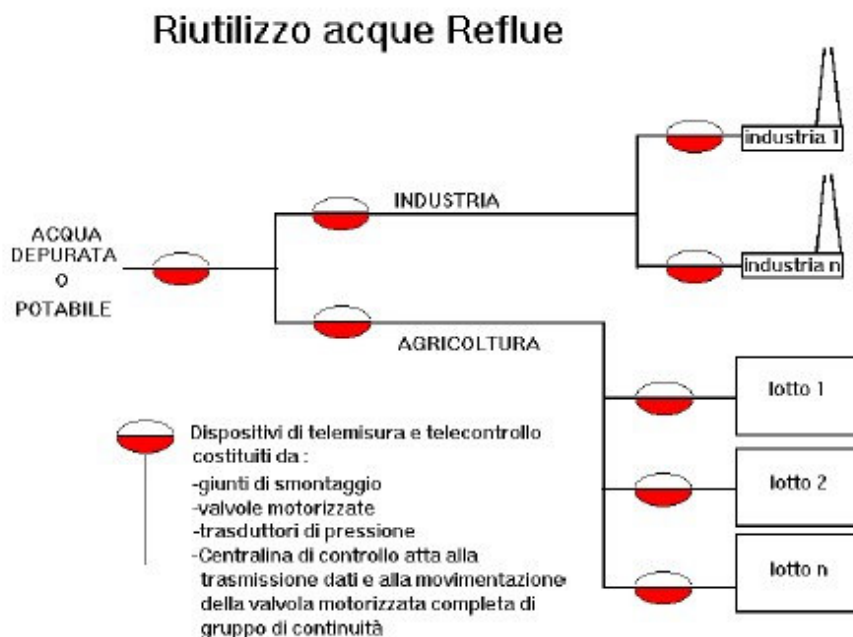 Riutilizzo acque Reflue
industria 1
INDUSTRIA
ACQUA
DEPURATA
O
POTABILE
industria n
AGRICOLTURA
lotto 1
Dispositivi di telemisura e telecontrollo
costituiti da :
-giunti di smontaggio
-valvole motorizzate
-trasduttori di pressione
-Centralina di controllo atta alla
trasmissione dati e alla movimentazione
della valvola motorizzata completa di
gruppo di continuità
lotto 2
lotto n